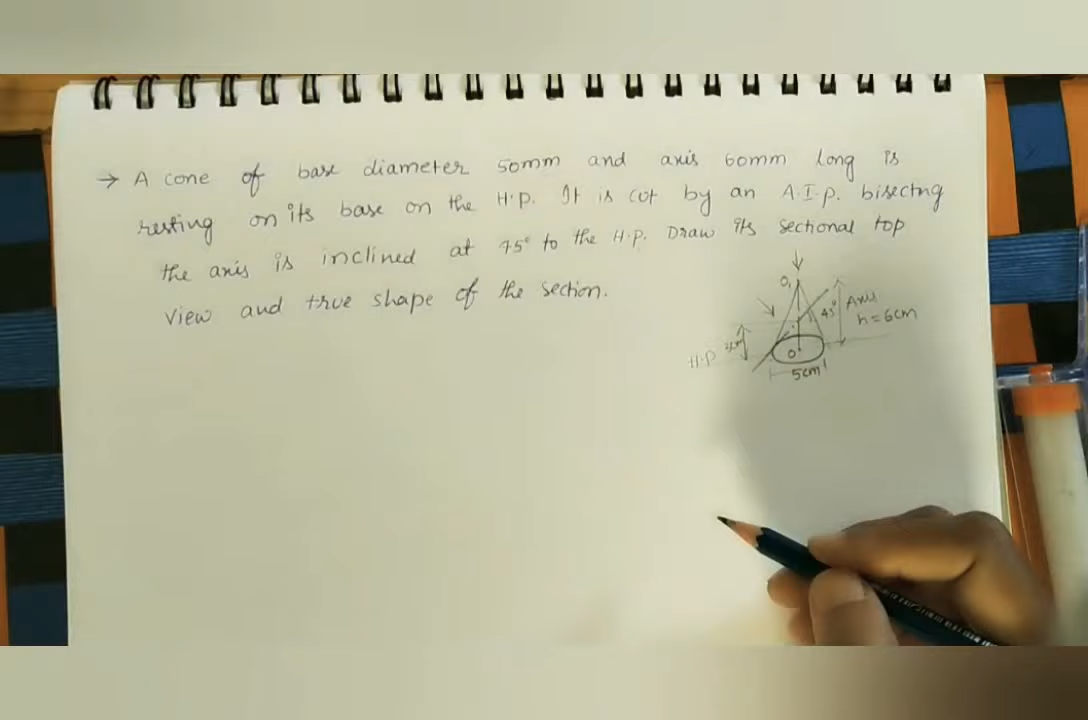 → A cone of base diameter 50mm and axis 60mm long is
resting on its base on the H.P. It is cut by an A.I.P. bisecting
the axis is inclined at 45° to the H.P. Draw its sectional top
view and true shape of the section.
O,
45°
Axis
h=6cm
H.P
O
5cm